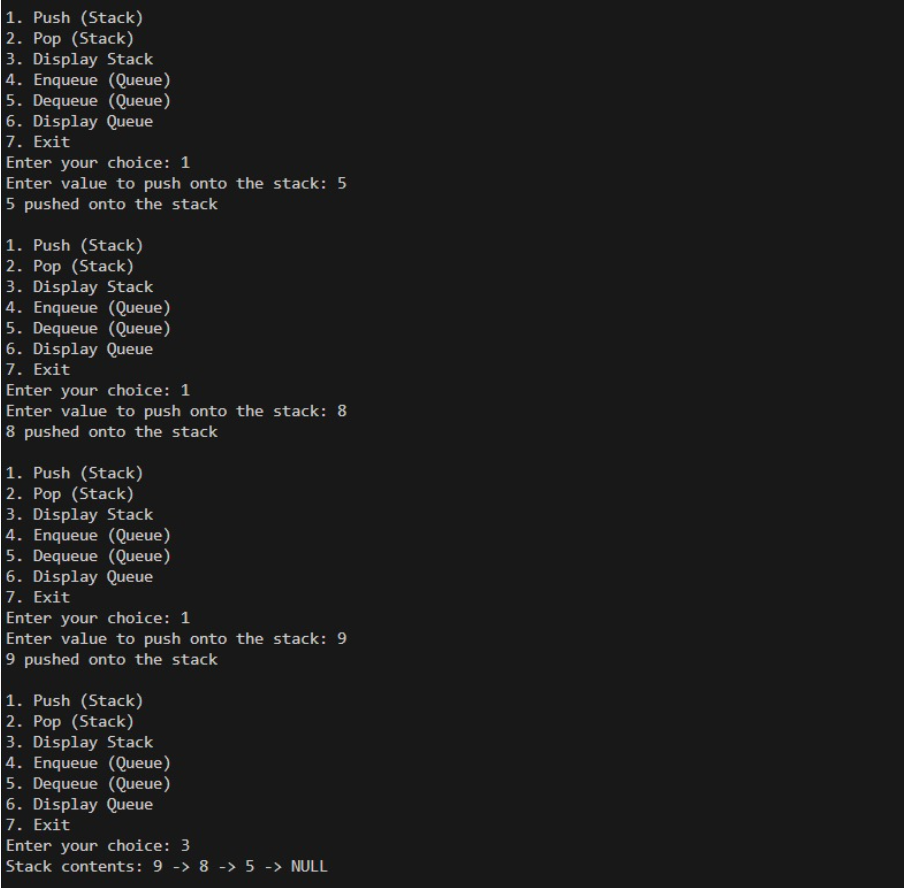 1. Push (Stack)
2. Pop (Stack)
3. Display Stack
4. Enqueue (Queue)
5. Dequeue (Queue)
6. Display Queue
7. Exit
Enter your choice: 1
Enter value to push onto the stack: 5
5 pushed onto the stack

1. Push (Stack)
2. Pop (Stack)
3. Display Stack
4. Enqueue (Queue)
5. Dequeue (Queue)
6. Display Queue
7. Exit
Enter your choice: 1
Enter value to push onto the stack: 8
8 pushed onto the stack

1. Push (Stack)
2. Pop (Stack)
3. Display Stack
4. Enqueue (Queue)
5. Dequeue (Queue)
6. Display Queue
7. Exit
Enter your choice: 1
Enter value to push onto the stack: 9
9 pushed onto the stack

1. Push (Stack)
2. Pop (Stack)
3. Display Stack
4. Enqueue (Queue)
5. Dequeue (Queue)
6. Display Queue
7. Exit
Enter your choice: 3
Stack contents: 9 -> 8 -> 5 -> NULL